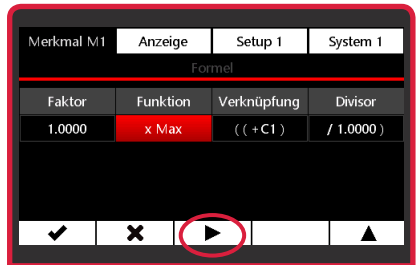 Merkmal M1 Anzeige Setup 1 System 1
Formel
Faktor Funktion Verknüpfung Divisor
1.0000 x Max ( ( +C1 ) / 1.0000 )